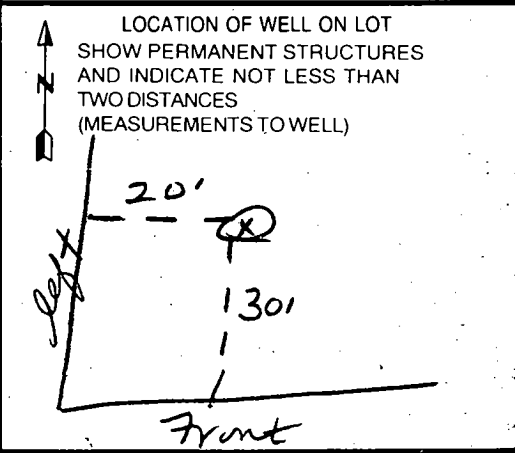 LOCATION OF WELL ON LOT
SHOW PERMANENT STRUCTURES
AND INDICATE NOT LESS THAN
TWO DISTANCES
(MEASUREMENTS TO WELL)
N
20'
x
left
30'
Front